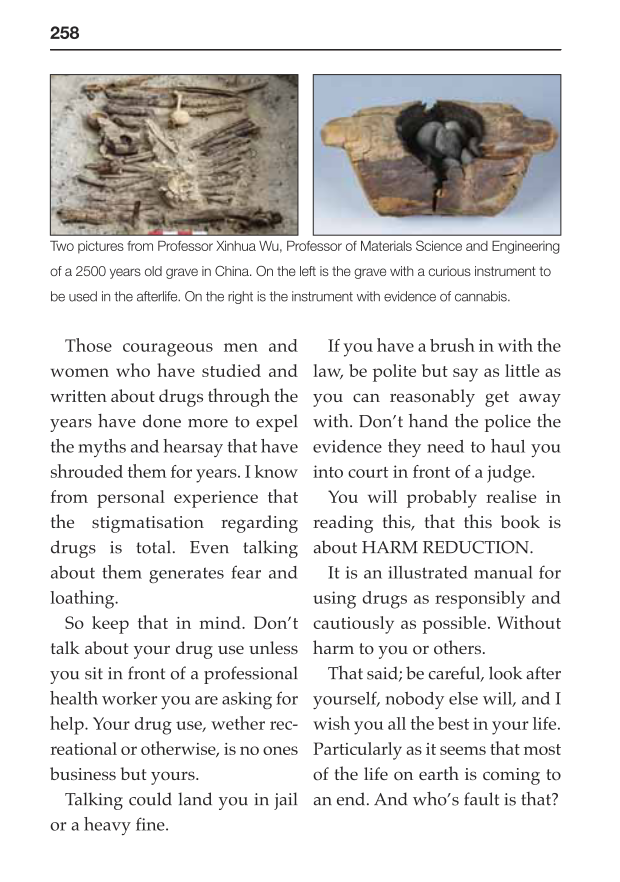 258
Two pictures from Professor Xinhua Wu, Professor of Materials Science and Engineering
of a 2500 years old grave in China. On the left is the grave with a curious instrument to
be used in the afterlife. On the right is the instrument with evidence of cannabis.
Those courageous men and
women who have studied and
written about drugs through the
years have done more to expel
the myths and hearsay that have
shrouded them for years. I know
from personal experience that
the stigmatisation regarding
drugs is total. Even talking
about them generates fear and
loathing.
So keep that in mind. Don’t
talk about your drug use unless
you sit in front of a professional
health worker you are asking for
help. Your drug use, wether rec-
reational or otherwise, is no ones
business but yours.
Talking could land you in jail
or a heavy fine.
If you have a brush in with the
law, be polite but say as little as
you can reasonably get away
with. Don’t hand the police the
evidence they need to haul you
into court in front of a judge.
You will probably realise in
reading this, that this book is
about HARM REDUCTION.
It is an illustrated manual for
using drugs as responsibly and
cautiously as possible. Without
harm to you or others.
That said; be careful, look after
yourself, nobody else will, and I
wish you all the best in your life.
Particularly as it seems that most
of the life on earth is coming to
an end. And who’s fault is that?